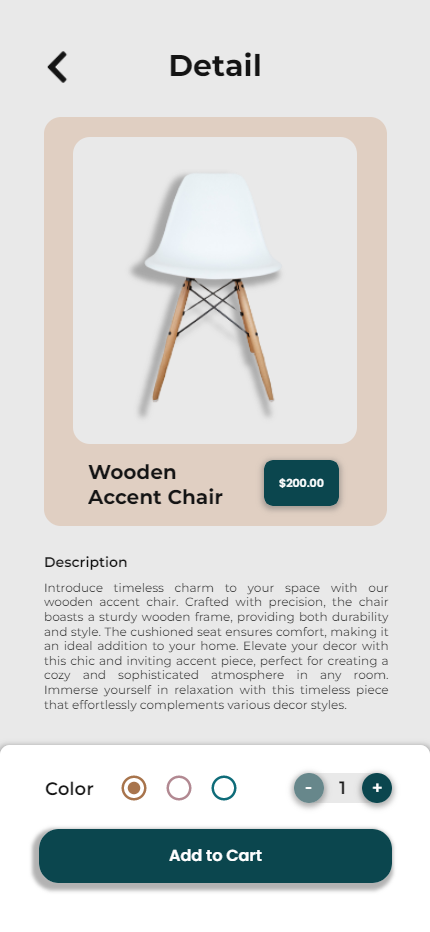 Detail
Wooden
Accent Chair
$200.00
Description
Introduce timeless charm to your space with our
wooden accent chair. Crafted with precision, the chair
boasts a sturdy wooden frame, providing both durability
and style. The cushioned seat ensures comfort, making it
an ideal addition to your home. Elevate your decor with
this chic and inviting accent piece, perfect for creating a
cozy and sophisticated atmosphere in any room.
Immerse yourself in relaxation with this timeless piece
that effortlessly complements various decor styles.
Color
- 1 +
Add to Cart